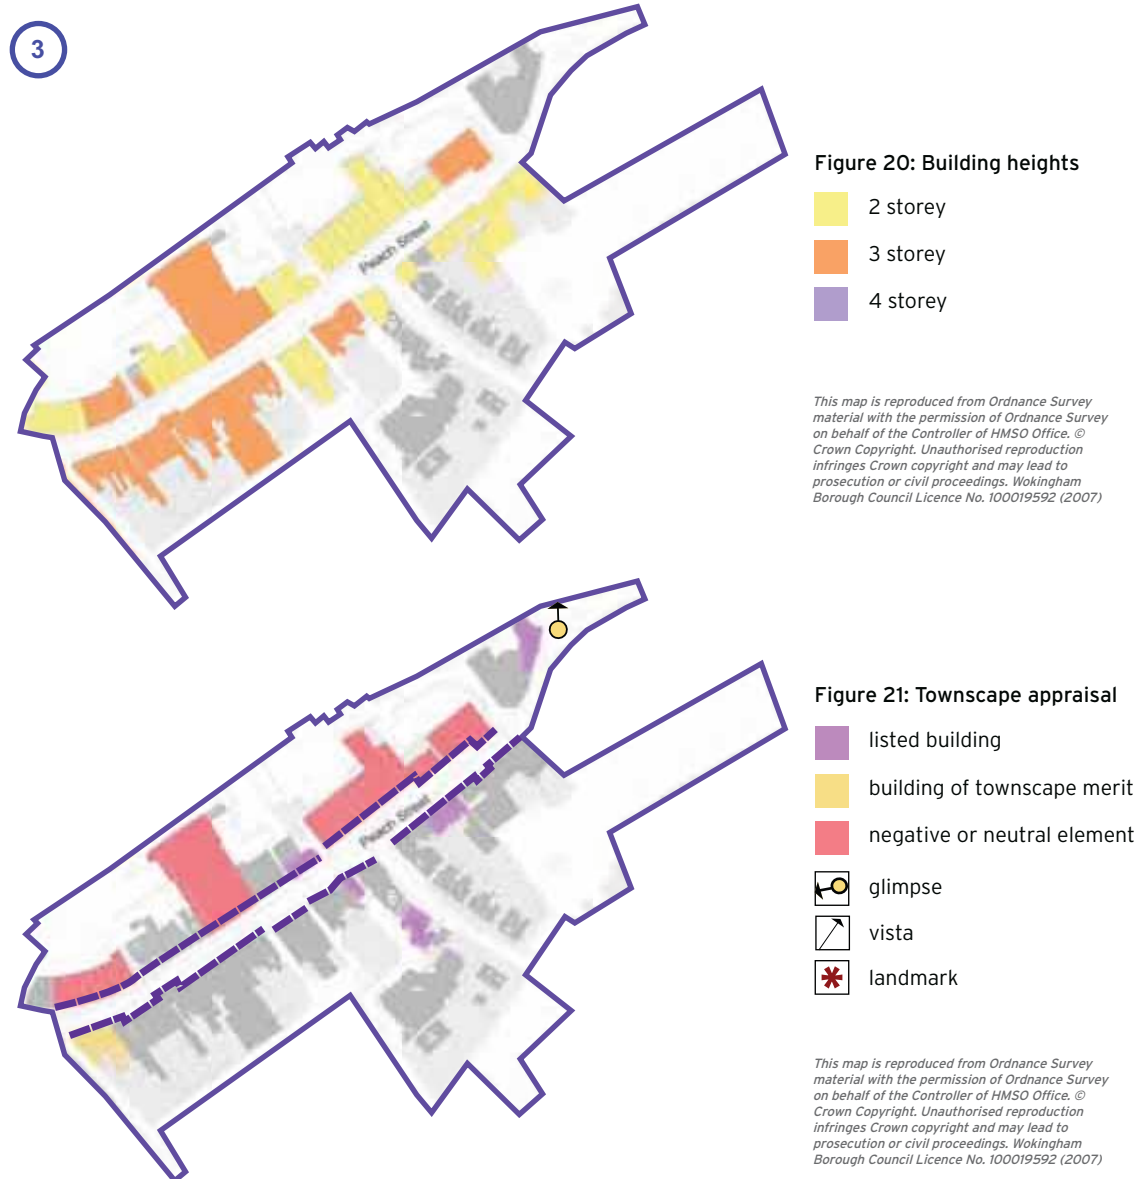 3
Peach Street
Figure 20: Building heights
2 storey
3 storey
4 storey
This map is reproduced from Ordnance Survey
material with the permission of Ordnance Survey
on behalf of the Controller of HMSO Office. ©
Crown Copyright. Unauthorised reproduction
infringes Crown copyright and may lead to
prosecution or civil proceedings. Wokingham
Borough Council Licence No. 100019592 (2007)
Peach Street
Figure 21: Townscape appraisal
listed building
building of townscape merit
negative or neutral element
glimpse
vista
landmark
This map is reproduced from Ordnance Survey
material with the permission of Ordnance Survey
on behalf of the Controller of HMSO Office. ©
Crown Copyright. Unauthorised reproduction
infringes Crown copyright and may lead to
prosecution or civil proceedings. Wokingham
Borough Council Licence No. 100019592 (2007)